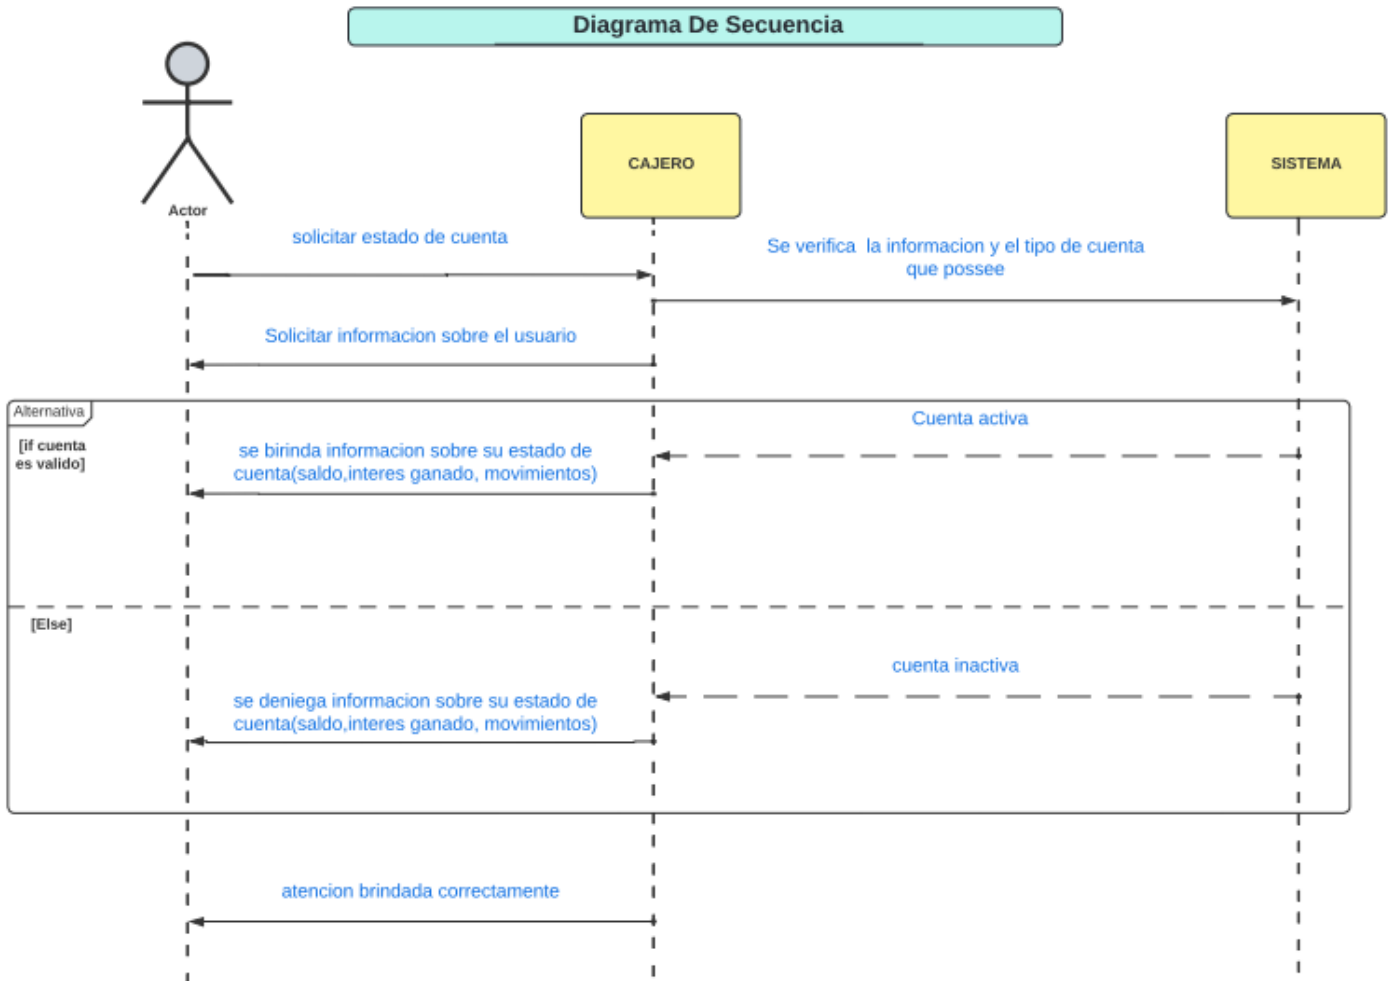 Diagrama De Secuencia
CAJERO
SISTEMA
Actor
solicitar estado de cuenta
Se verifica la informacion y el tipo de cuenta
que possee
Solicitar informacion sobre el usuario
Alternativa
Cuenta activa
[if cuenta
es valido]
se birinda informacion sobre su estado de
cuenta(saldo,interes ganado, movimientos)
[Else]
cuenta inactiva
se deniega informacion sobre su estado de
cuenta(saldo,interes ganado, movimientos)
atencion brindada correctamente